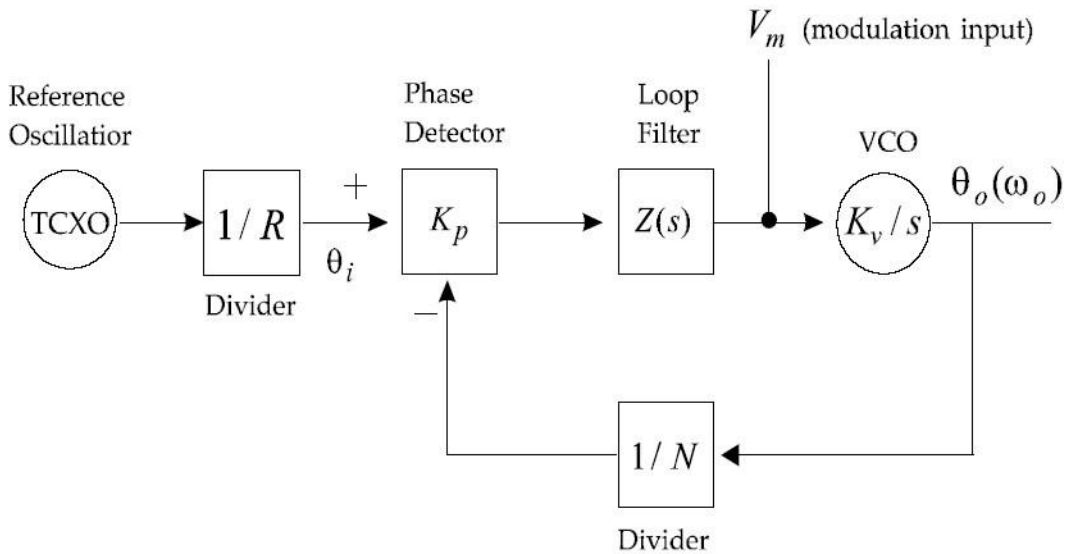 V_m (modulation input)
Reference
Oscillatior
Phase
Detector
Loop
Filter
VCO
TCXO
1/R
+
θ_i
K_p
Z(s)
K_v/s
θ_o(ω_o)
Divider
−
1/N
Divider